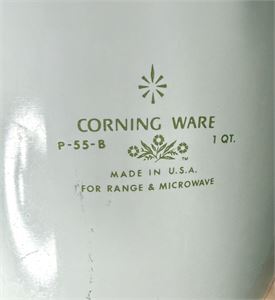 CORNING WARE
P-55-B 1 QT.
TM
MADE IN U.S.A.
FOR RANGE & MICROWAVE